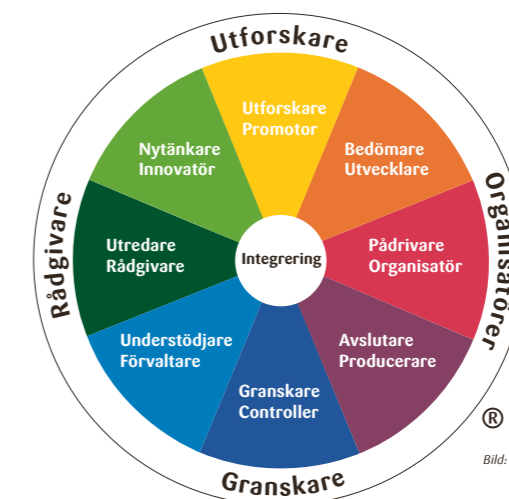 Utforskare
Utforskare
Promotor
Nytänkare
Innovatör
Bedömare
Utvecklare
Organisatörer
Rådgivare
Utredare
Rådgivare
Integrering
Pådrivare
Organisatör
Understödjare
Förvaltare
Avslutare
Producerare
Granskare
Controller
®
Bild:
Granskare